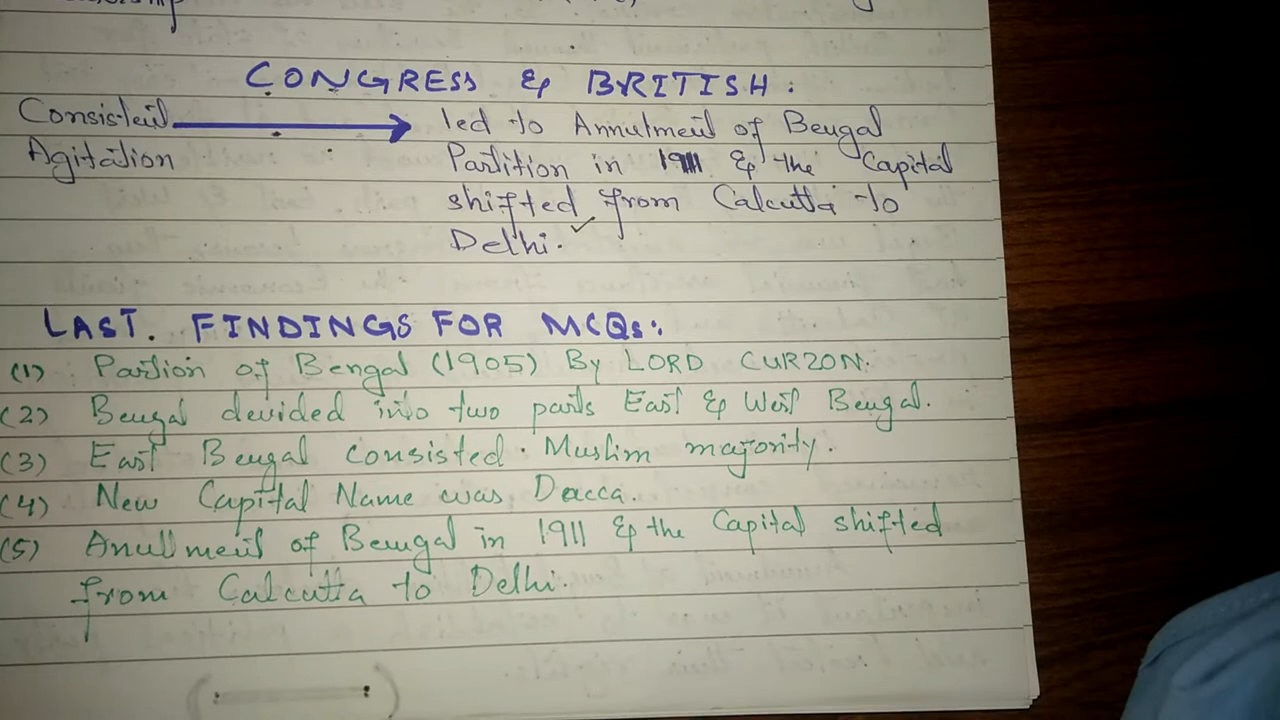 CONGRESS & BRITISH:
Consistent → led to Annulment of Bengal
Agitation Partition in 1911 & the Capital
shifted from Calcutta to
Delhi.
LAST. FINDINGS FOR MCQs:
(1) Partion of Bengal (1905) By LORD CURZON:
(2) Bengal devided into two parts East & West Bengal.
(3) East Bengal consisted. Muslim majority.
(4) New Capital Name was Dacca.
(5) Anullment of Bengal in 1911 & the Capital shifted
from Calcutta to Delhi.